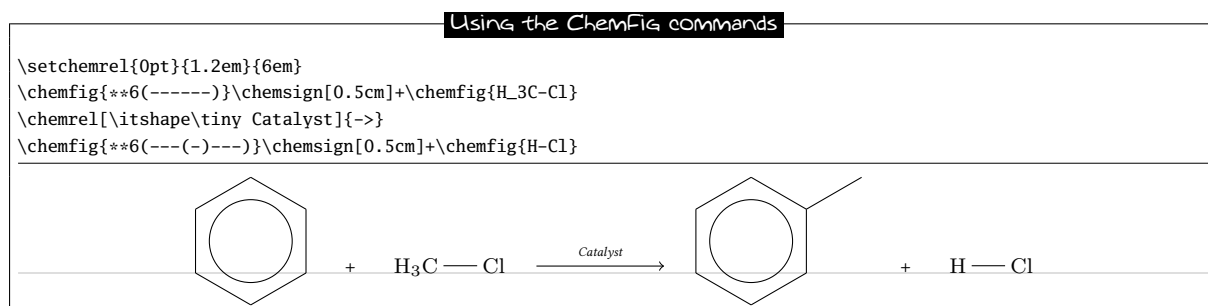 Using the ChemFig commands
\setchemrel{0pt}{1.2em}{6em}
\chemfig{**6(------)}\chemsign[0.5cm]+\chemfig{H_3C-Cl}
\chemrel[\itshape\tiny Catalyst]{->}
\chemfig{**6(---(-)---)}\chemsign[0.5cm]+\chemfig{H-Cl}
+ H₃C Cl Catalyst + H Cl